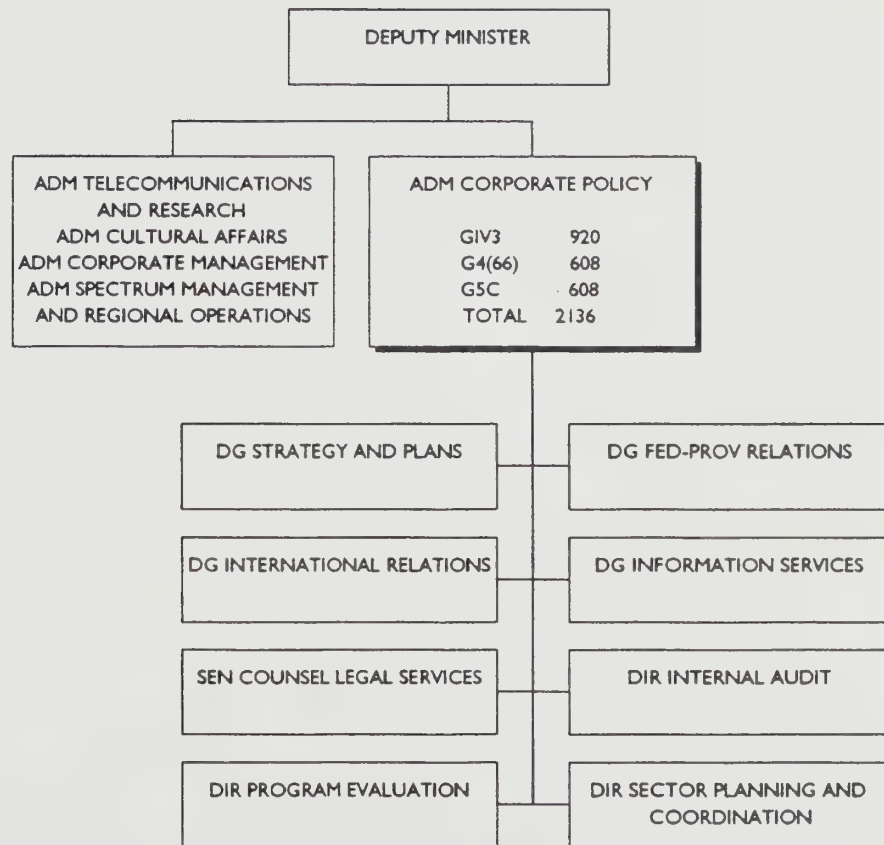 DEPUTY MINISTER
ADM TELECOMMUNICATIONS
AND RESEARCH
ADM CULTURAL AFFAIRS
ADM CORPORATE MANAGEMENT
ADM SPECTRUM MANAGEMENT
AND REGIONAL OPERATIONS
ADM CORPORATE POLICY
GIV3 920
G4(66) 608
G5C 608
TOTAL 2136
DG STRATEGY AND PLANS
DG FED-PROV RELATIONS
DG INTERNATIONAL RELATIONS
DG INFORMATION SERVICES
SEN COUNSEL LEGAL SERVICES
DIR INTERNAL AUDIT
DIR PROGRAM EVALUATION
DIR SECTOR PLANNING AND
COORDINATION